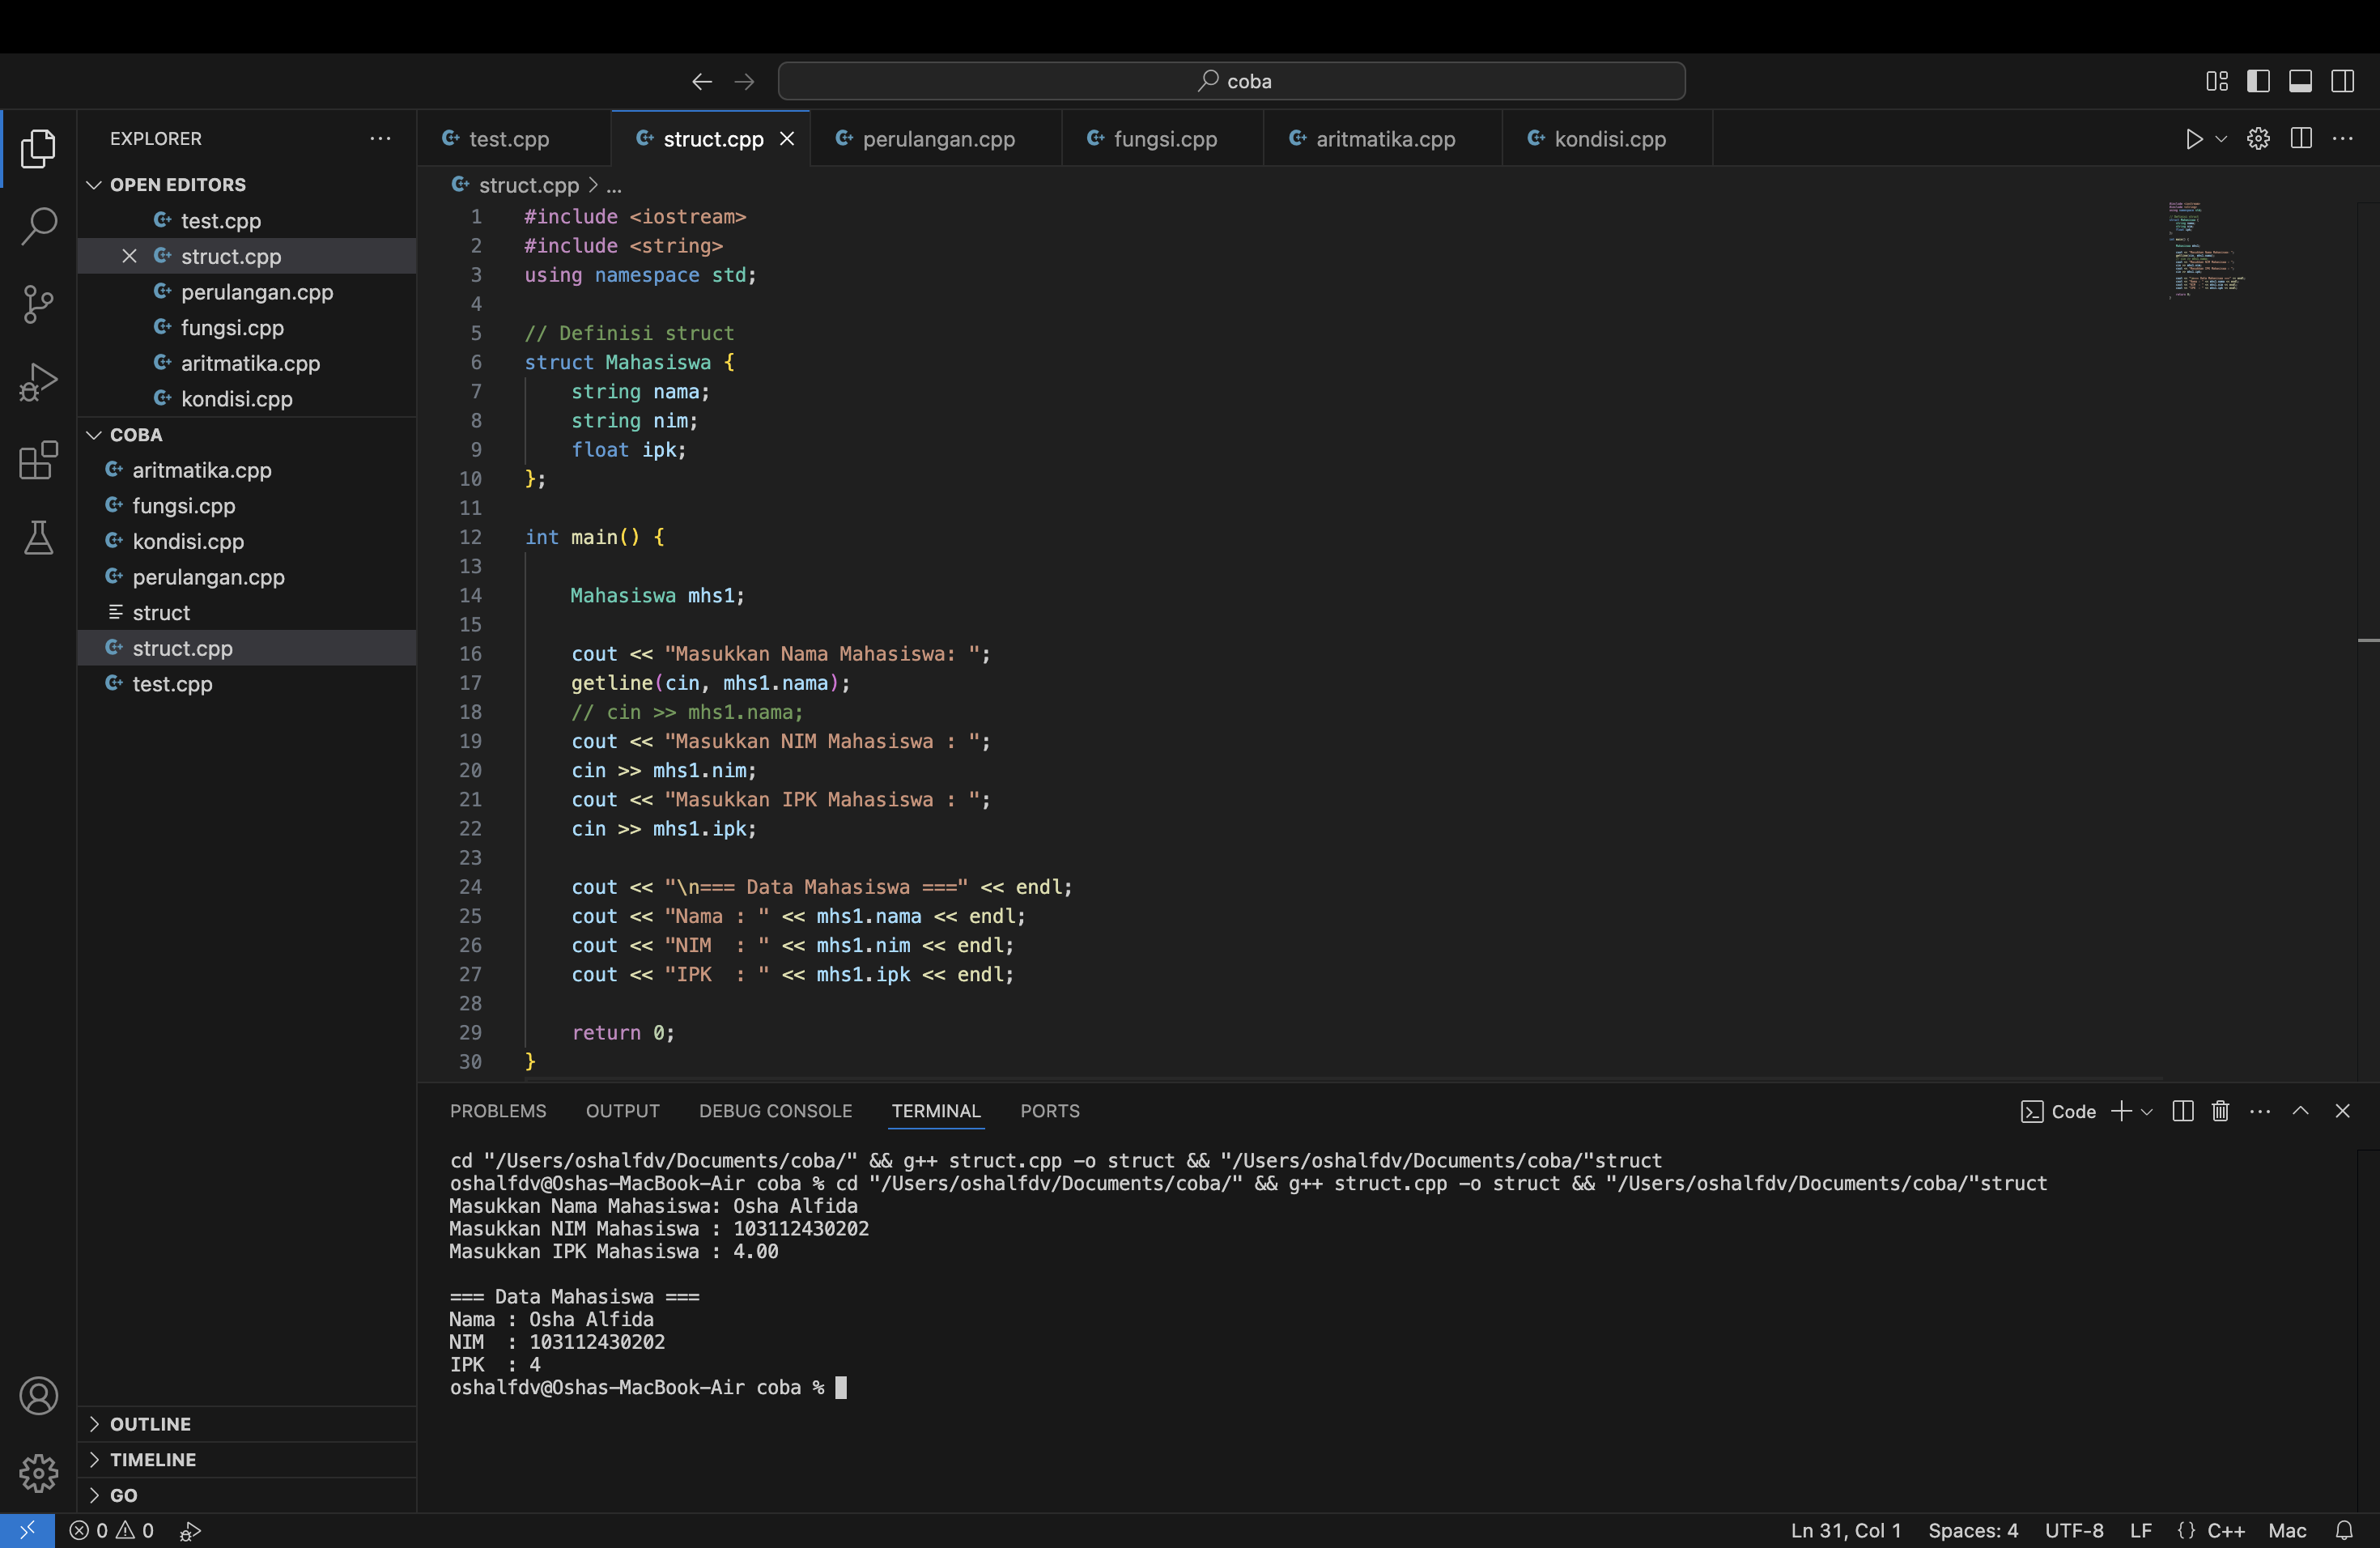 coba
EXPLORER
OPEN EDITORS
test.cpp
struct.cpp
perulangan.cpp
fungsi.cpp
aritmatika.cpp
kondisi.cpp
COBA
aritmatika.cpp
fungsi.cpp
kondisi.cpp
perulangan.cpp
struct
struct.cpp
test.cpp
OUTLINE
TIMELINE
GO
test.cpp struct.cpp perulangan.cpp fungsi.cpp aritmatika.cpp kondisi.cpp
struct.cpp > ...
1 #include <iostream>
2 #include <string>
3 using namespace std;
4
5 // Definisi struct
6 struct Mahasiswa {
7     string nama;
8     string nim;
9     float ipk;
10 };
11
12 int main() {
13
14     Mahasiswa mhs1;
15
16     cout << "Masukkan Nama Mahasiswa: ";
17     getline(cin, mhs1.nama);
18     // cin >> mhs1.nama;
19     cout << "Masukkan NIM Mahasiswa : ";
20     cin >> mhs1.nim;
21     cout << "Masukkan IPK Mahasiswa : ";
22     cin >> mhs1.ipk;
23
24     cout << "\n=== Data Mahasiswa ===" << endl;
25     cout << "Nama : " << mhs1.nama << endl;
26     cout << "NIM  : " << mhs1.nim << endl;
27     cout << "IPK  : " << mhs1.ipk << endl;
28
29     return 0;
30 }
PROBLEMS OUTPUT DEBUG CONSOLE TERMINAL PORTS
Code
cd "/Users/oshalfdv/Documents/coba/" && g++ struct.cpp -o struct && "/Users/oshalfdv/Documents/coba/"struct
oshalfdv@Oshas-MacBook-Air coba % cd "/Users/oshalfdv/Documents/coba/" && g++ struct.cpp -o struct && "/Users/oshalfdv/Documents/coba/"struct
Masukkan Nama Mahasiswa: Osha Alfida
Masukkan NIM Mahasiswa : 103112430202
Masukkan IPK Mahasiswa : 4.00

=== Data Mahasiswa ===
Nama : Osha Alfida
NIM  : 103112430202
IPK  : 4
oshalfdv@Oshas-MacBook-Air coba %
0 0
Ln 31, Col 1 Spaces: 4 UTF-8 LF {} C++ Mac